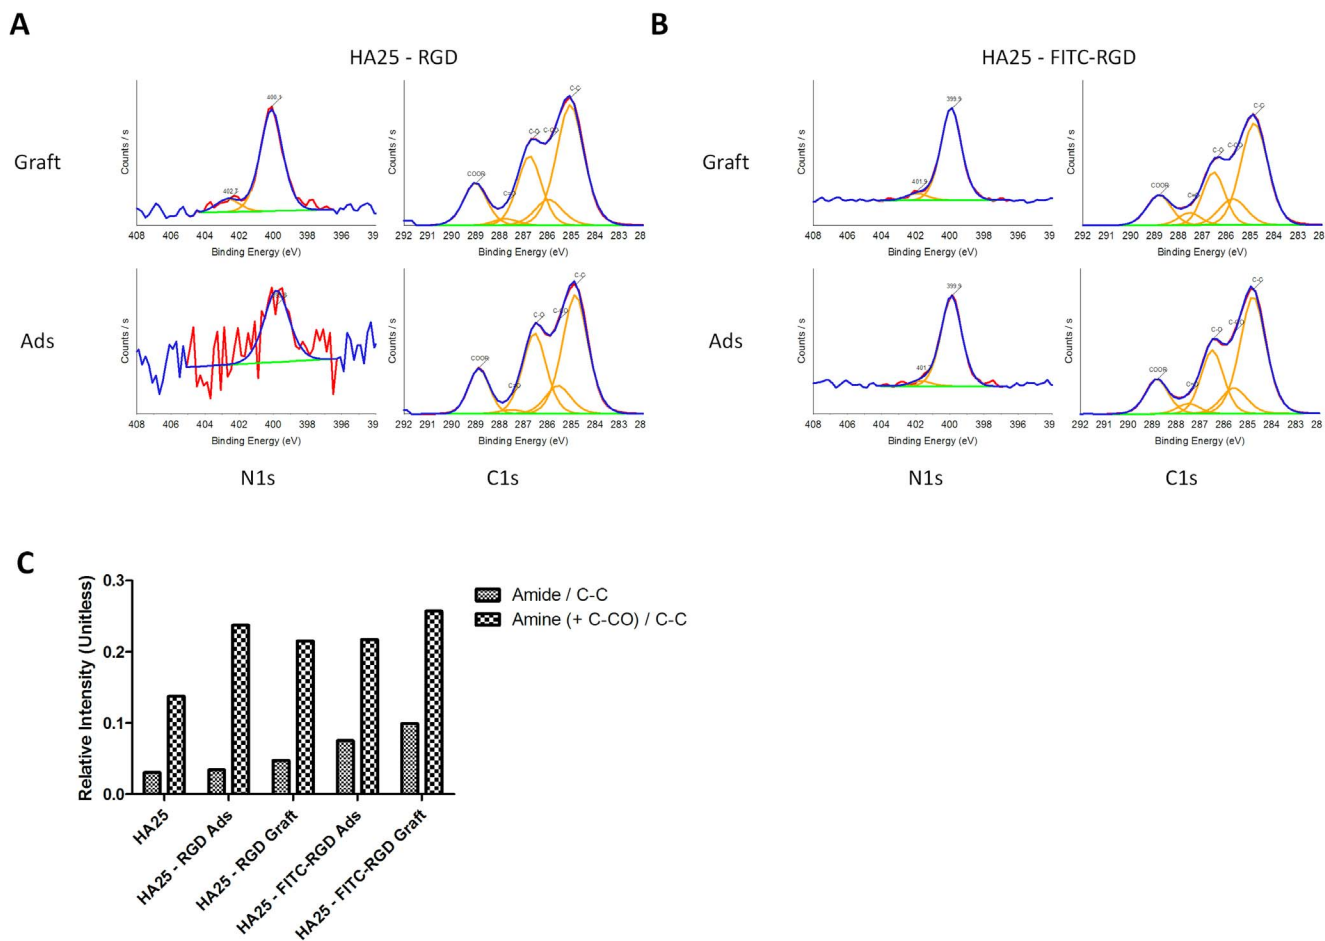 A
HA25 - RGD
B
HA25 - FITC-RGD
Graft
Counts / s
402.3
408 406 404 402 400 398 396 39
Binding Energy (eV)
Counts / s
COOR
C=O
C-O
C-CO
C-C
292 291 290 289 288 287 286 285 284 283 28
Binding Energy (eV)
Graft
Counts / s
401.9
399.9
408 406 404 402 400 398 396 39
Binding Energy (eV)
Counts / s
COOR
C=O
C-O
C-CO
C-C
292 291 290 289 288 287 286 285 284 283 28
Binding Energy (eV)
Ads
Counts / s
408 406 404 402 400 398 396 39
Binding Energy (eV)
Counts / s
COOR
C=O
C-O
C-CO
C-C
292 291 290 289 288 287 286 285 284 283 28
Binding Energy (eV)
Ads
Counts / s
399.9
408 406 404 402 400 398 396 39
Binding Energy (eV)
Counts / s
COOR
C=O
C-O
C-CO
C-C
292 291 290 289 288 287 286 285 284 283 28
Binding Energy (eV)
N1s
C1s
N1s
C1s
C
Relative Intensity (Unitless)
0.3
0.2
0.1
0.0
Amide / C-C
Amine (+ C-CO) / C-C
HA25
HA25 - RGD Ads
HA25 - RGD Graft
HA25 - FITC-RGD Ads
HA25 - FITC-RGD Graft